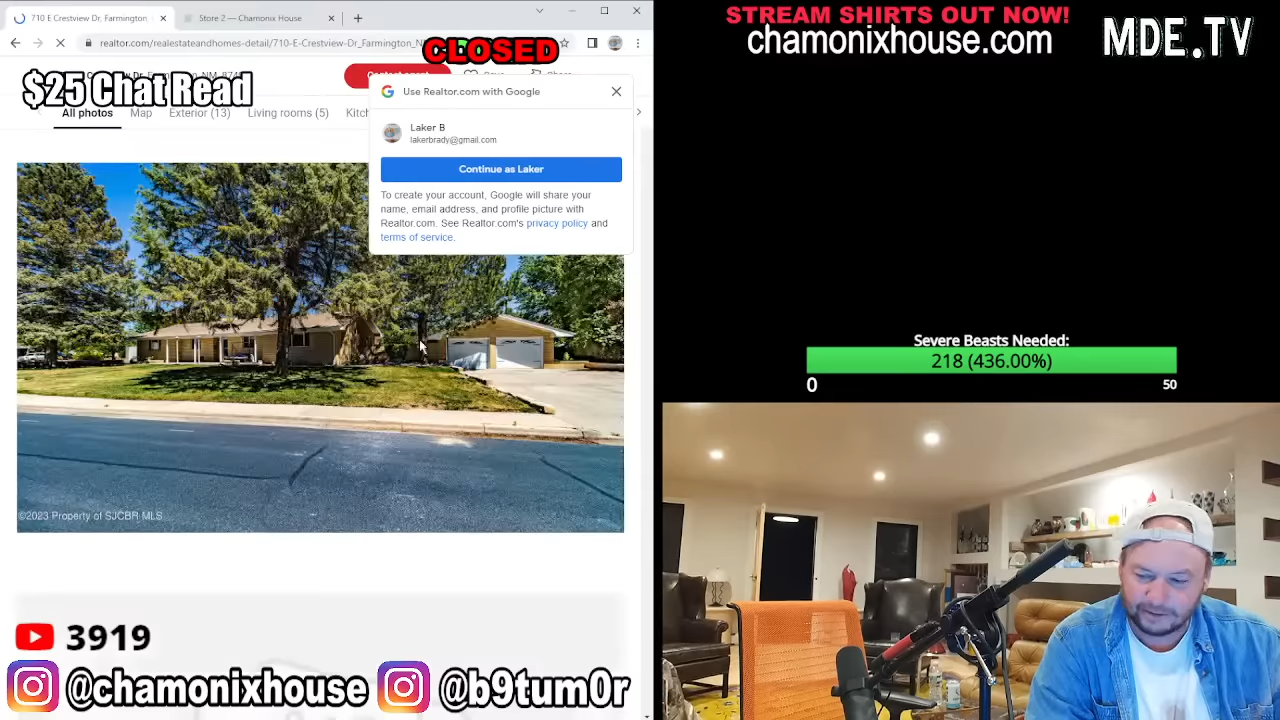 710 E Crestview Dr, Farmington,
Store 2 — Chamonix House
realtor.com/realestateandhomes-detail/710-E-Crestview-Dr_Farmington_N
CLOSED
$25 Chat Read
All photos
Map
Exterior (13)
Living rooms (5)
Kitch
Use Realtor.com with Google
Laker B
lakerbrady@gmail.com
Continue as Laker
To create your account, Google will share your
name, email address, and profile picture with
Realtor.com. See Realtor.com's privacy policy and
terms of service.
©2023 Property of SJCBR MLS
3919
@chamonixhouse
@b9tum0r
STREAM SHIRTS OUT NOW!
chamonixhouse.com
MDE.TV
Severe Beasts Needed:
218 (436.00%)
0
50